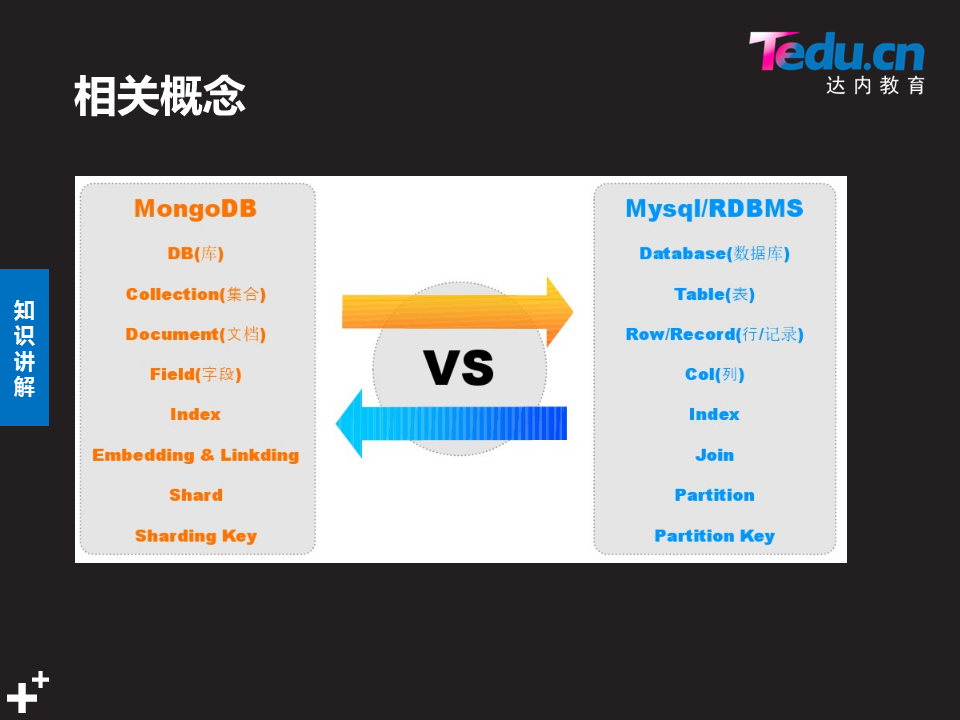 Tedu.cn
达内教育
相关概念
知识讲解
MongoDB
DB(库)
Collection(集合)
Document(文档)
Field(字段)
Index
Embedding & Linkding
Shard
Sharding Key
VS
Mysql/RDBMS
Database(数据库)
Table(表)
Row/Record(行/记录)
Col(列)
Index
Join
Partition
Partition Key